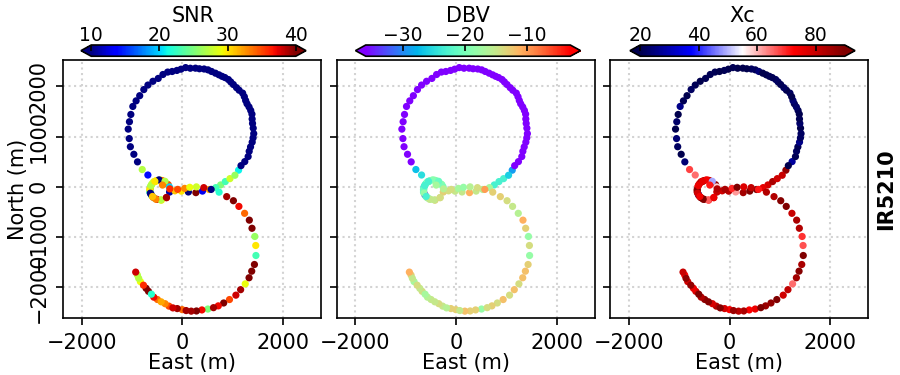 SNR DBV Xc
10 20 30 40 −30 −20 −10 20 40 60 80
North (m)
2000
1000
0
−1000
−2000
IR5210
−2000 0 2000 −2000 0 2000 −2000 0 2000
East (m) East (m) East (m)